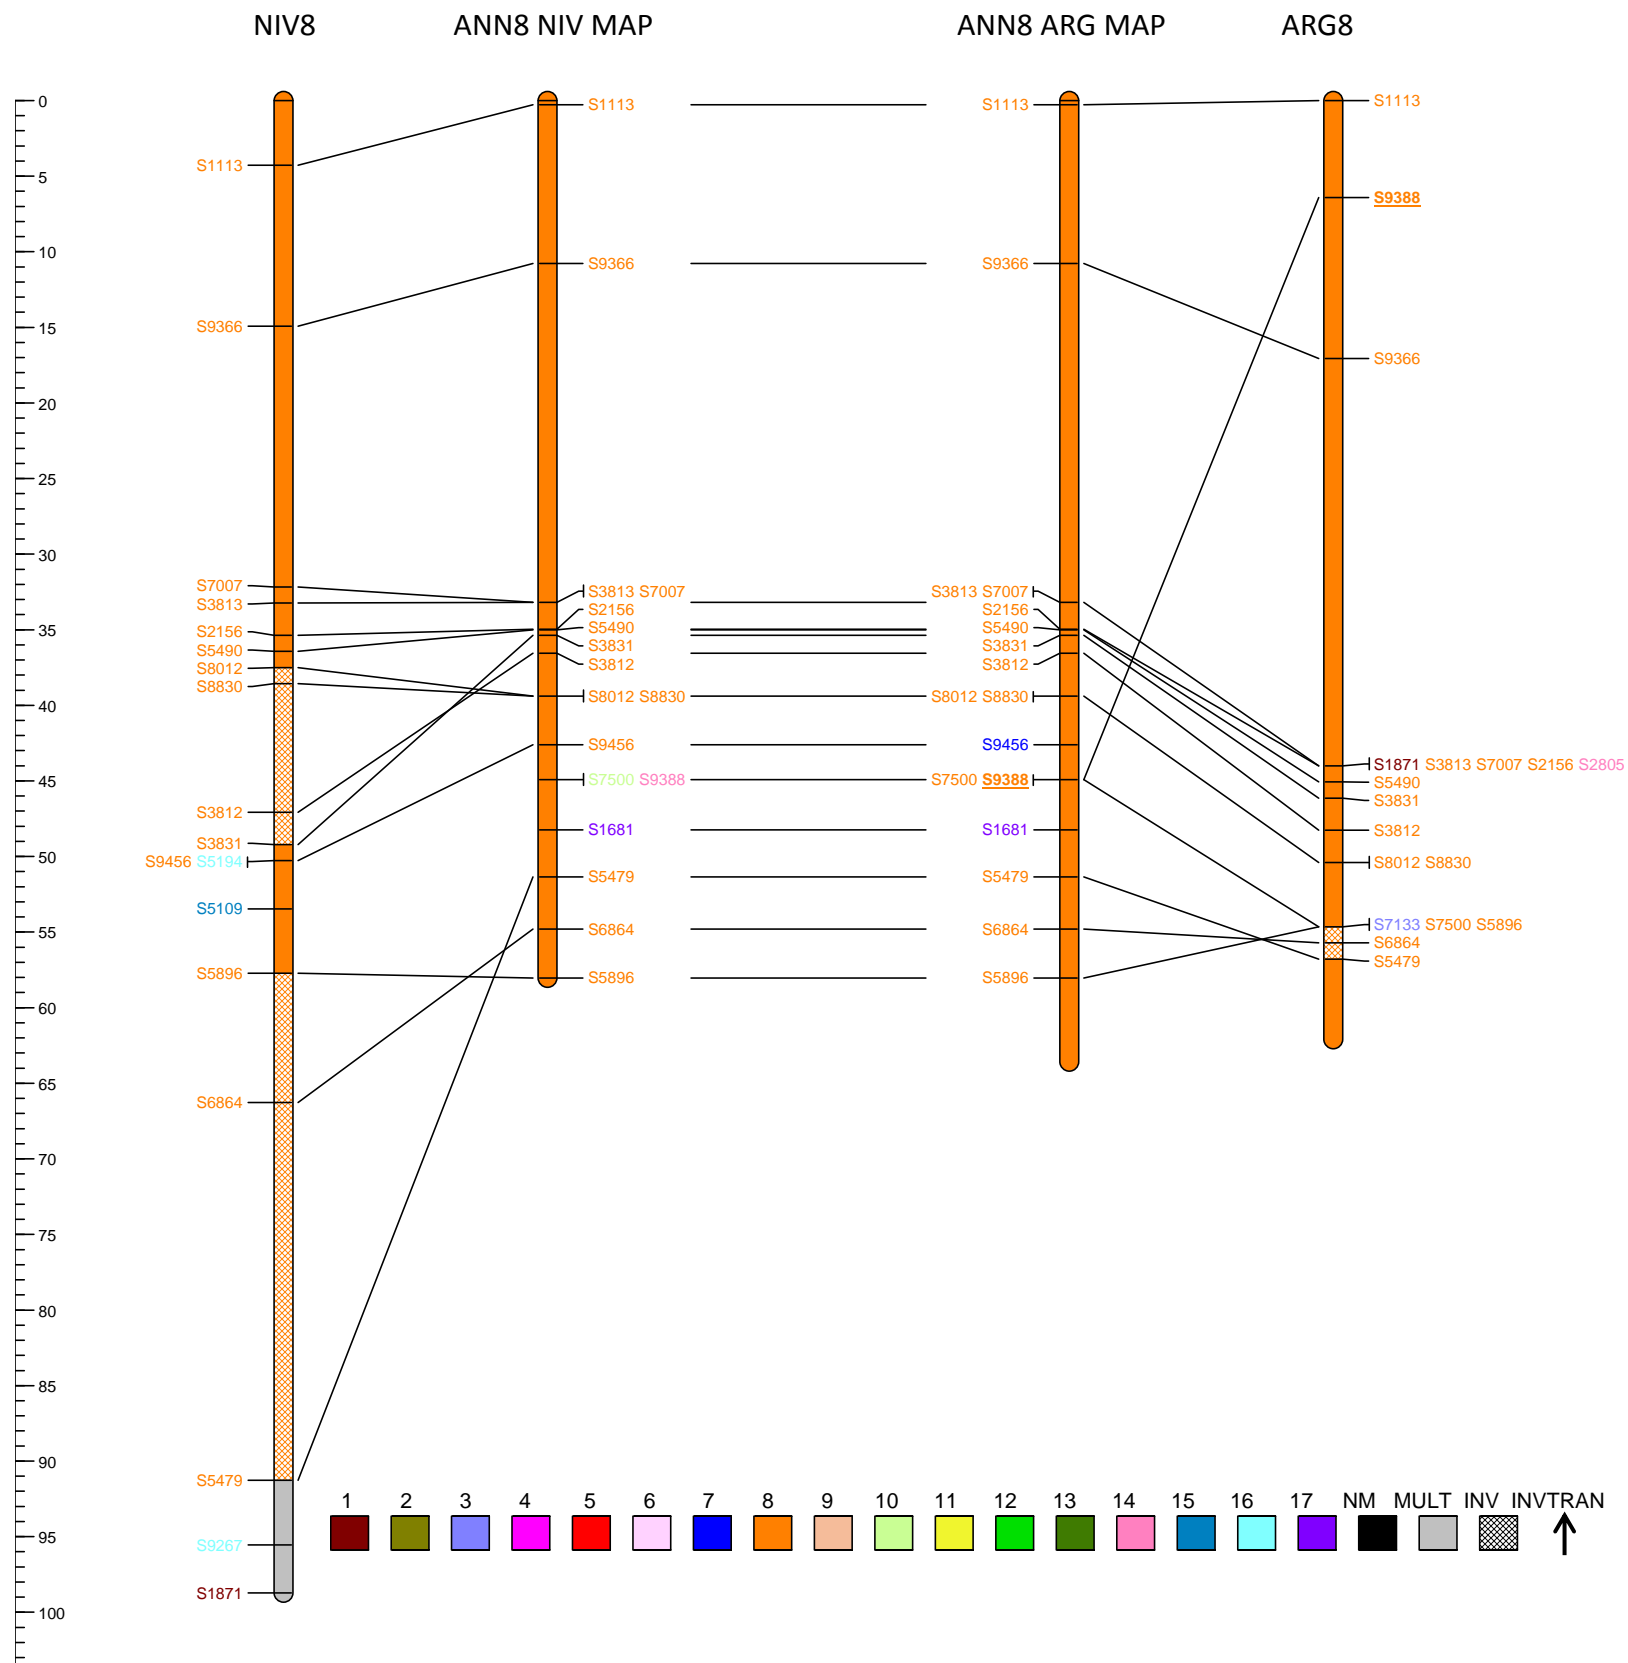 NIV8 ANN8 NIV MAP ANN8 ARG MAP ARG8
0 S1113 S1113 S1113
S1113
5
S9388
10
S9366 S9366
15
S9366
S9366
20
25
30
S7007 S3813 S7007 S3813 S7007
S3813 S2156 S2156
35
S2156 S5490 S5490
S5490 S3831 S3831
S8012 S3812 S3812
S8830 S8012 S8830 S8012 S8830
40
S9456 S9456
45 S1871 S3813 S7007 S2156 S2805
S7500 S9388 S7500 S9388 S5490
S3831
S3812 S1681 S1681 S3812
S3831
50
S9456 S5194 S8012 S8830
S5479 S5479
S5109
55 S6864 S6864 S7133 S7500 S5896
S6864
S5479
S5896 S5896 S5896
60
65
S6864
70
75
80
85
90
S5479
1 2 3 4 5 6 7 8 9 10 11 12 13 14 15 16 17 NM MULT INV INVTRAN
95
S9267
S1871
100